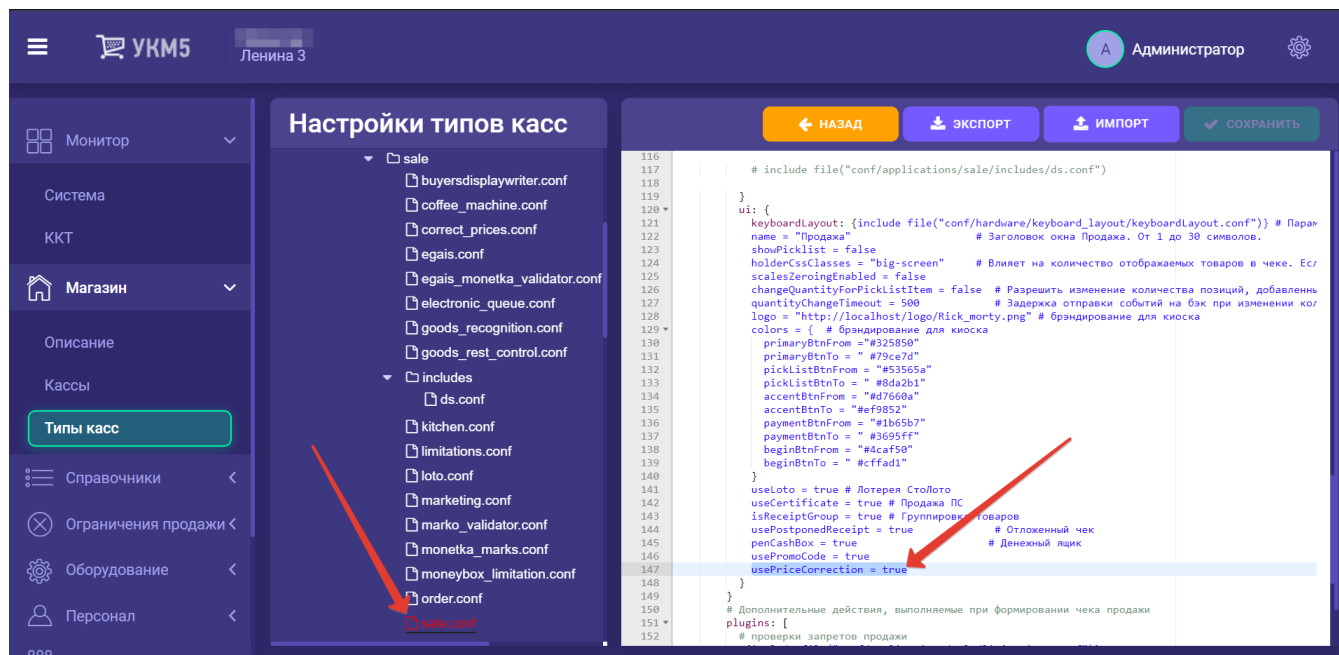 УКМ5
Ленина 3
А
Администратор
Монитор
Система
ККТ
Магазин
Описание
Кассы
Типы касс
Справочники
Ограничения продажи
Оборудование
Персонал
Настройки типов касс
sale
buyersdisplaywriter.conf
coffee_machine.conf
correct_prices.conf
egais.conf
egais_monetka_validator.conf
electronic_queue.conf
goods_recognition.conf
goods_rest_control.conf
includes
ds.conf
kitchen.conf
limitations.conf
loto.conf
marketing.conf
marko_validator.conf
monetka_marks.conf
moneybox_limitation.conf
order.conf
sale.conf
НАЗАД
ЭКСПОРТ
ИМПОРТ
СОХРАНИТЬ
116
117 # include file("conf/applications/sale/includes/ds.conf")
118
119 }
120 ui: {
121 keyboardLayout: {include file("conf/hardware/keyboard_layout/keyboardLayout.conf")} # Парам
122 name = "Продажа" # Заголовок окна Продажа. От 1 до 30 символов.
123 showPicklist = false
124 holderCssClasses = "big-screen" # Влияет на количество отображаемых товаров в чеке. Есл
125 scalesZeroingEnabled = false
126 changeQuantityForPickListItem = false # Разрешить изменение количества позиций, добавленны
127 quantityChangeTimeout = 500 # Задержка отправки событий на бэк при изменении кол
128 logo = "http://localhost/logo/Rick_morty.png" # брэндирование для киоска
129 colors = { # брэндирование для киоска
130 primaryBtnFrom ="#325850"
131 primaryBtnTo = " #79ce7d"
132 pickListBtnFrom = "#53565a"
133 pickListBtnTo = " #8da2b1"
134 accentBtnFrom = "#d7660a"
135 accentBtnTo = "#ef9852"
136 paymentBtnFrom = "#1b65b7"
137 paymentBtnTo = " #3695ff"
138 beginBtnFrom = "#4caf50"
139 beginBtnTo = " #cffad1"
140 }
141 useLoto = true # Лотерея СтоЛото
142 useCertificate = true # Продажа ПС
143 isReceiptGroup = true # Группировка товаров
144 usePostponedReceipt = true # Отложенный чек
145 penCashBox = true # Денежный ящик
146 usePromoCode = true
147 usePriceCorrection = true
148 }
149 }
150 # Дополнительные действия, выполняемые при формировании чека продажи
151 plugins: [
152 # проверки запретов продажи